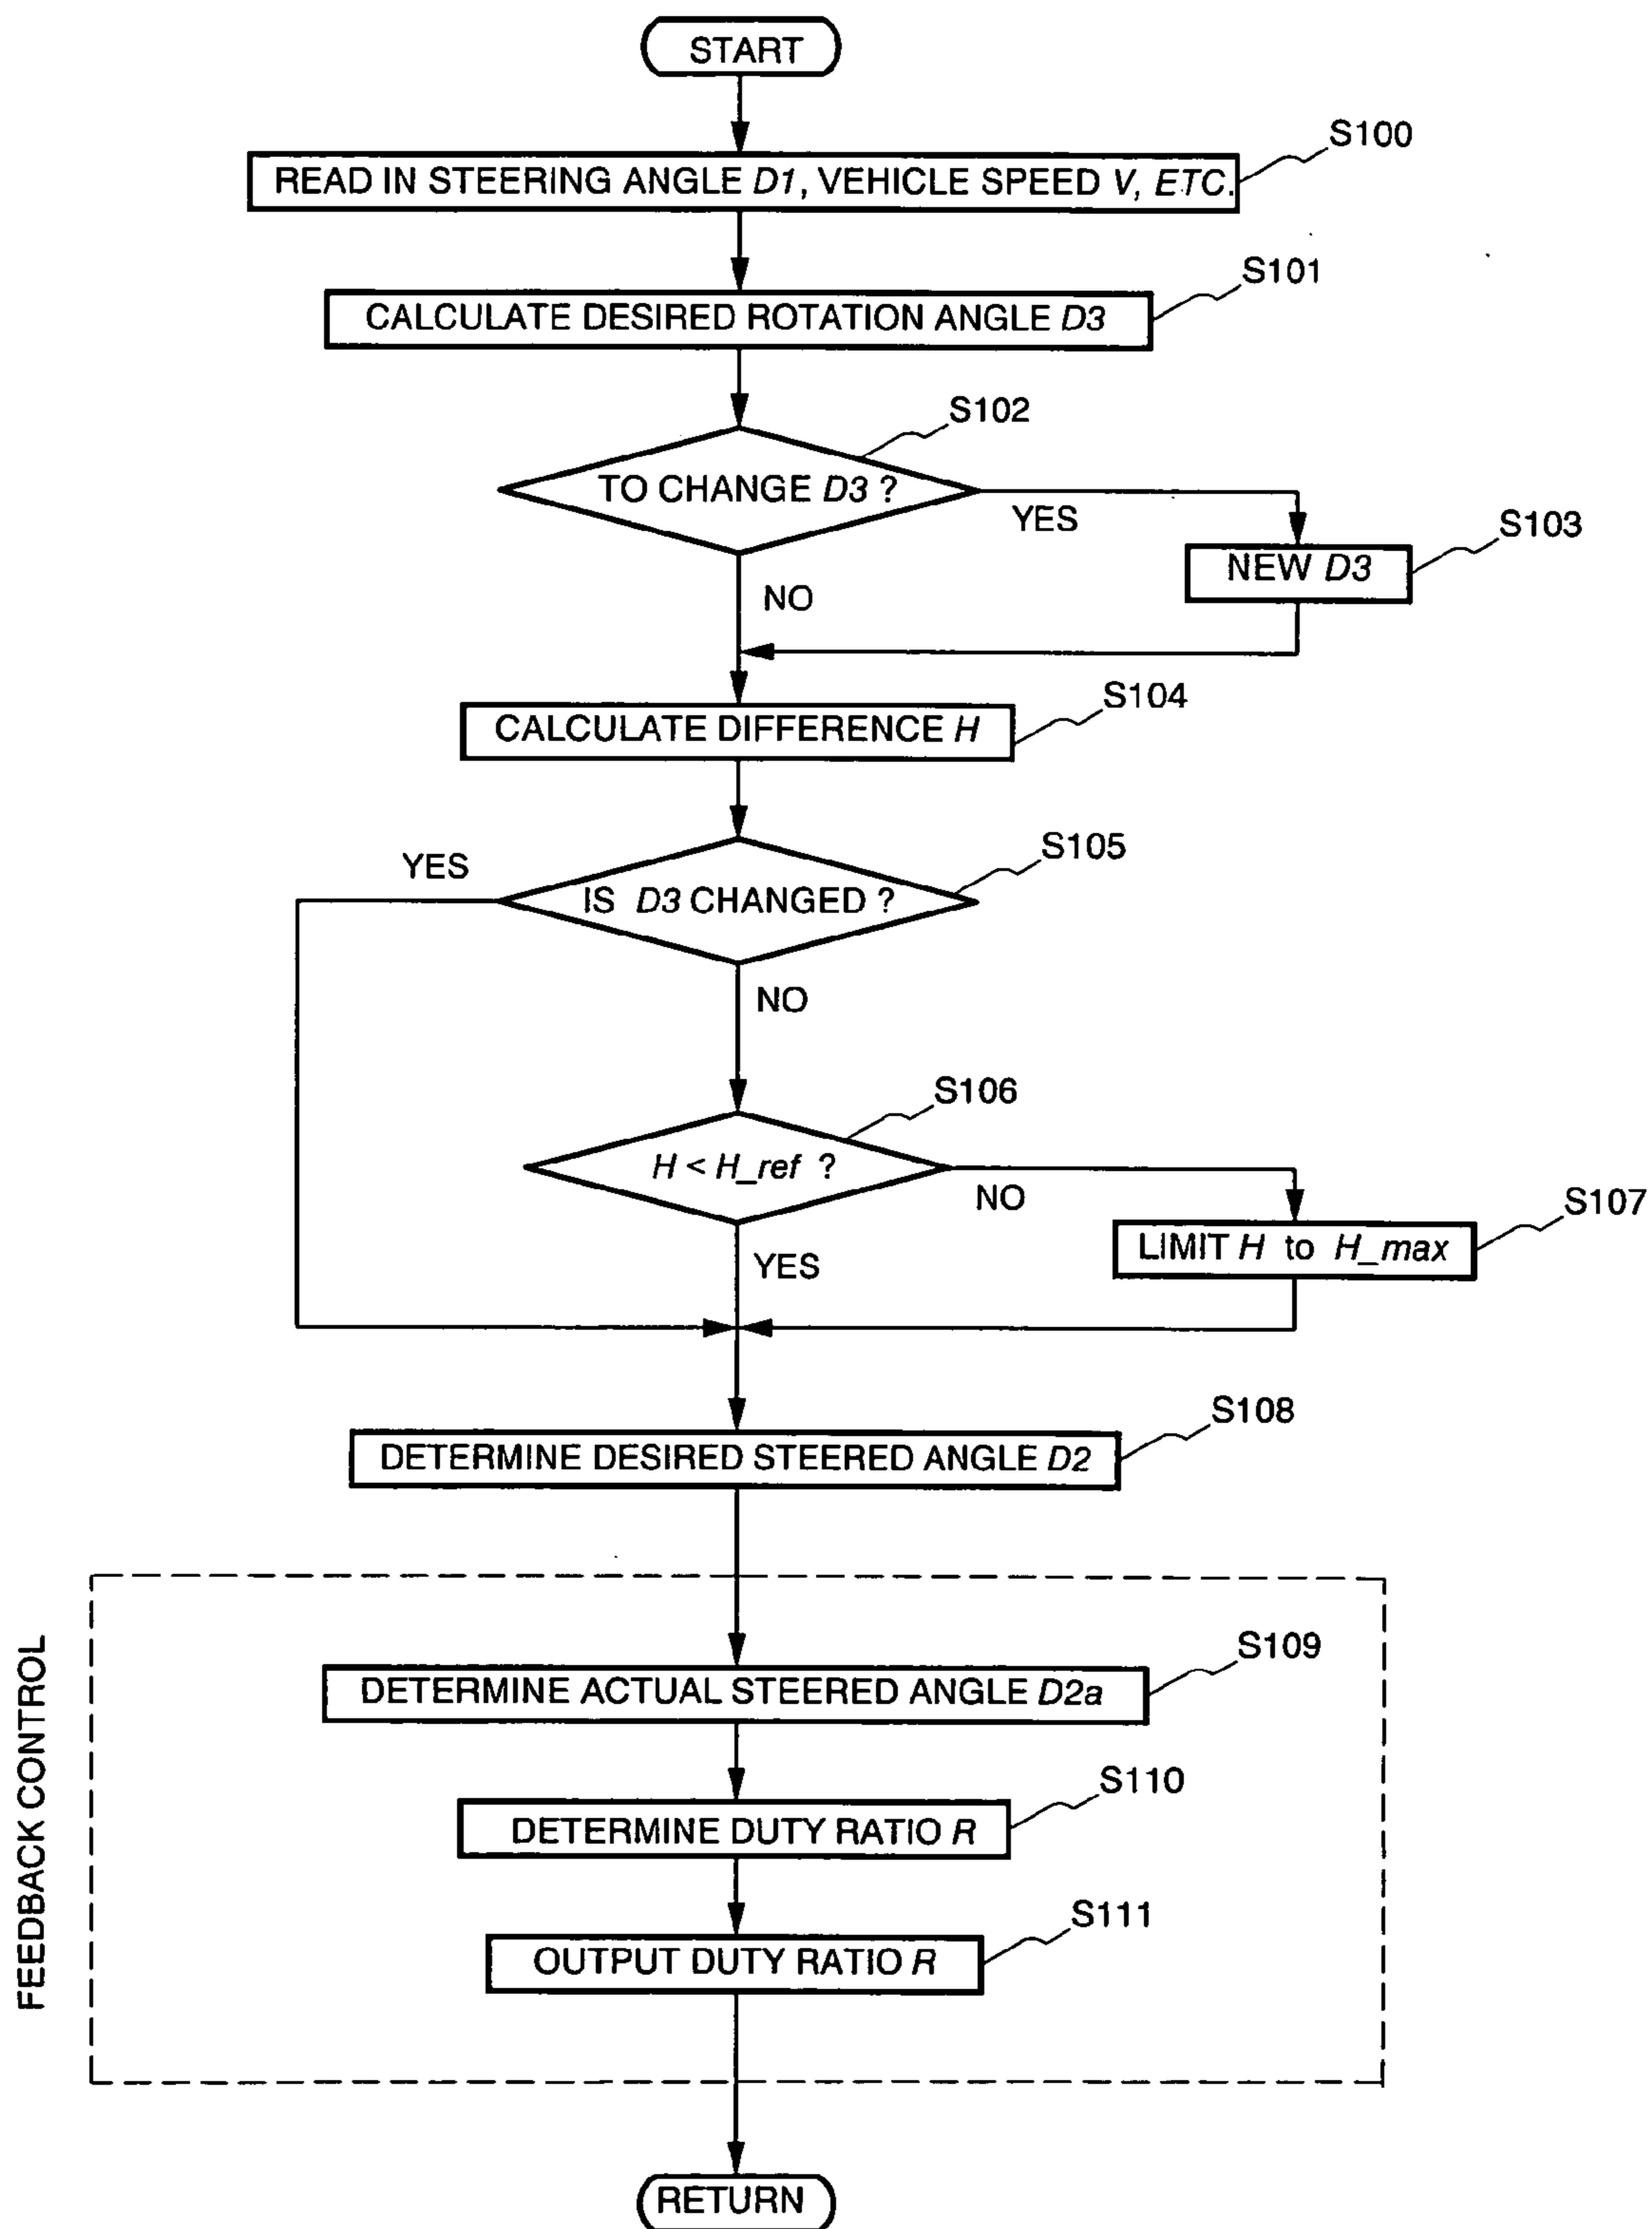 START
S100
READ IN STEERING ANGLE D1, VEHICLE SPEED V, ETC.
S101
CALCULATE DESIRED ROTATION ANGLE D3
S102
TO CHANGE D3 ?
YES
S103
NEW D3
NO
S104
CALCULATE DIFFERENCE H
S105
YES
IS D3 CHANGED ?
NO
S106
H < H_ref ?
NO
S107
LIMIT H to H_max
YES
S108
DETERMINE DESIRED STEERED ANGLE D2
FEEDBACK CONTROL
S109
DETERMINE ACTUAL STEERED ANGLE D2a
S110
DETERMINE DUTY RATIO R
S111
OUTPUT DUTY RATIO R
RETURN